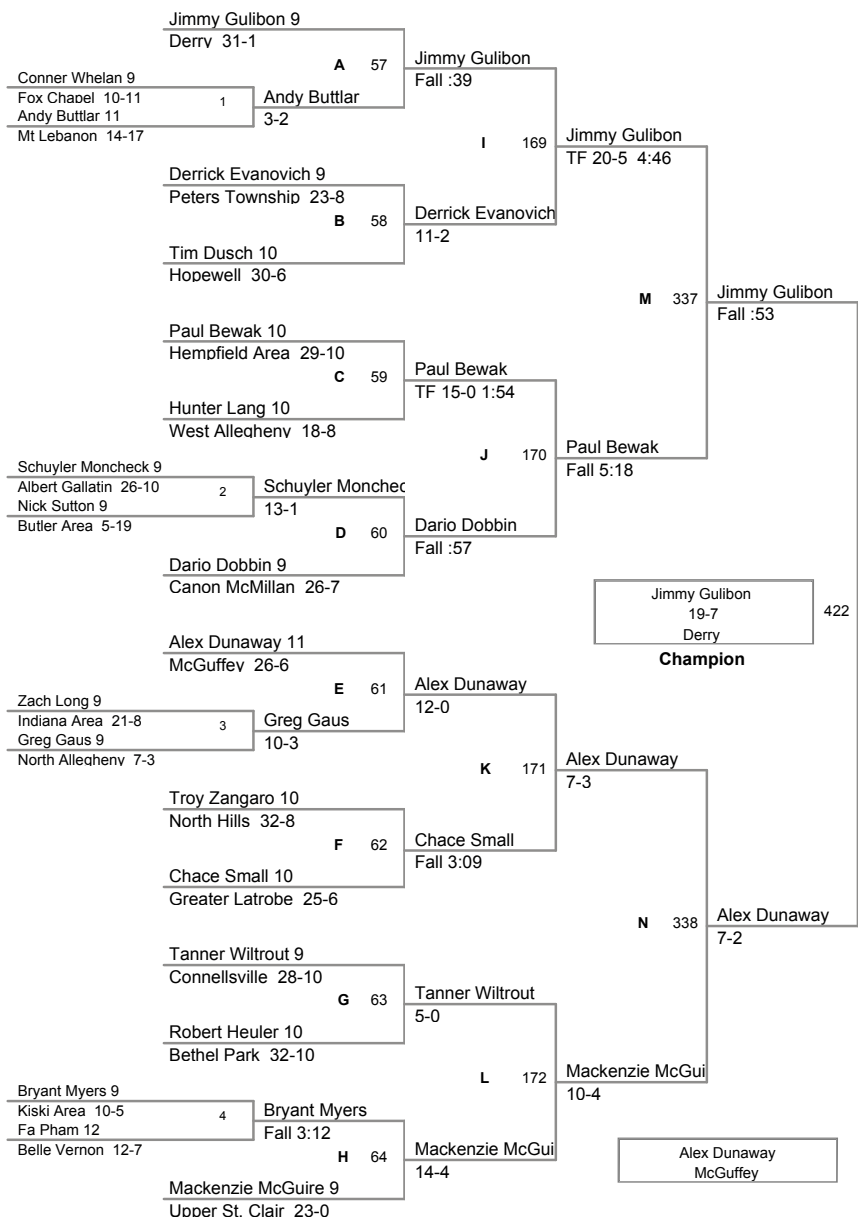 Jimmy Gulibon 9
Derry 31-1
A 57
Jimmy Gulibon
Fall :39
Conner Whelan 9
Fox Chapel 10-11
1
Andy Buttlar 11
Mt Lebanon 14-17
Andy Buttlar
3-2
I 169
Jimmy Gulibon
TF 20-5 4:46
Derrick Evanovich 9
Peters Township 23-8
B 58
Derrick Evanovich
11-2
Tim Dusch 10
Hopewell 30-6
M 337
Jimmy Gulibon
Fall :53
Paul Bewak 10
Hempfield Area 29-10
C 59
Paul Bewak
TF 15-0 1:54
Hunter Lang 10
West Allegheny 18-8
J 170
Paul Bewak
Fall 5:18
Schuyler Moncheck 9
Albert Gallatin 26-10
2
Nick Sutton 9
Butler Area 5-19
Schuyler Monchec
13-1
D 60
Dario Dobbin
Fall :57
Dario Dobbin 9
Canon McMillan 26-7
Jimmy Gulibon
19-7
Derry
422
Champion
Alex Dunaway 11
McGuffey 26-6
E 61
Alex Dunaway
12-0
Zach Long 9
Indiana Area 21-8
3
Greg Gaus 9
North Allegheny 7-3
Greg Gaus
10-3
K 171
Alex Dunaway
7-3
Troy Zangaro 10
North Hills 32-8
F 62
Chace Small
Fall 3:09
Chace Small 10
Greater Latrobe 25-6
N 338
Alex Dunaway
7-2
Tanner Wiltrout 9
Connellsville 28-10
G 63
Tanner Wiltrout
5-0
Robert Heuler 10
Bethel Park 32-10
L 172
Mackenzie McGui
10-4
Bryant Myers 9
Kiski Area 10-5
4
Fa Pham 12
Belle Vernon 12-7
Bryant Myers
Fall 3:12
H 64
Mackenzie McGui
14-4
Mackenzie McGuire 9
Upper St. Clair 23-0
Alex Dunaway
McGuffey